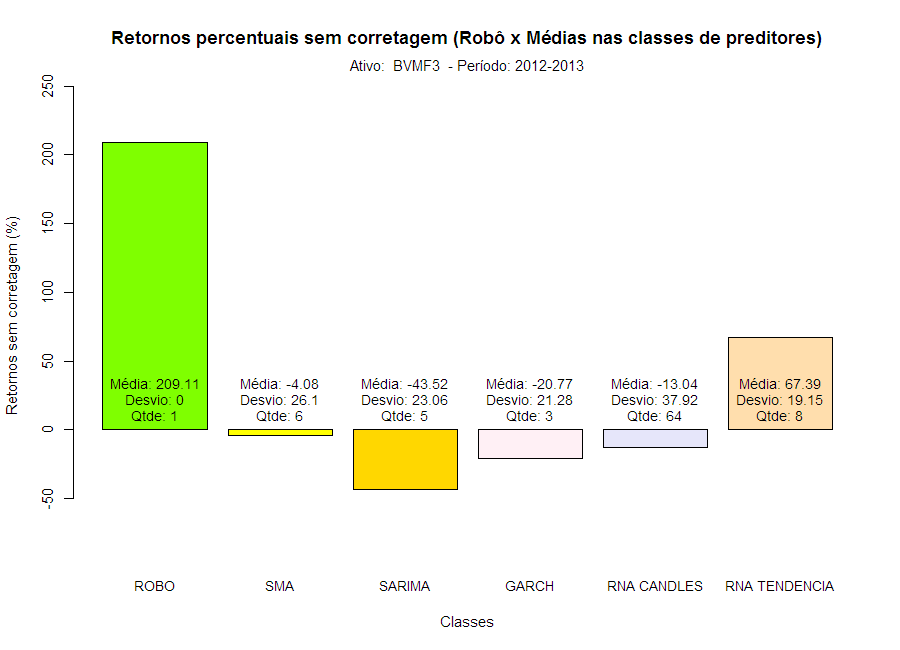 Retornos percentuais sem corretagem (Robô x Médias nas classes de preditores)
Ativo:  BVMF3  - Período: 2012-2013
Retornos sem corretagem (%)
250
200
150
100
50
0
-50
Média: 209.11
Desvio: 0
Qtde: 1
Média: -4.08
Desvio: 26.1
Qtde: 6
Média: -43.52
Desvio: 23.06
Qtde: 5
Média: -20.77
Desvio: 21.28
Qtde: 3
Média: -13.04
Desvio: 37.92
Qtde: 64
Média: 67.39
Desvio: 19.15
Qtde: 8
ROBO
SMA
SARIMA
GARCH
RNA CANDLES
RNA TENDENCIA
Classes